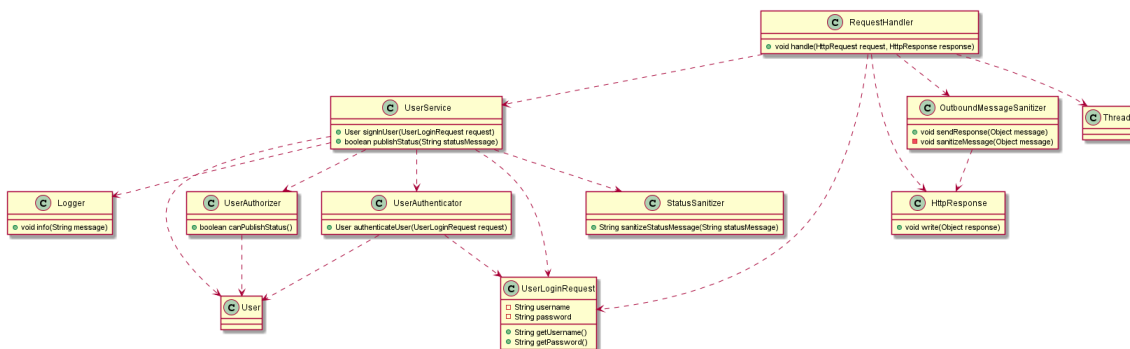 C RequestHandler
void handle(HttpRequest request, HttpResponse response)
C UserService
User signInUser(UserLoginRequest request)
boolean publishStatus(String statusMessage)
C OutboundMessageSanitizer
void sendResponse(Object message)
void sanitizeMessage(Object message)
C Thread
C Logger
void info(String message)
C UserAuthorizer
boolean canPublishStatus()
C UserAuthenticator
User authenticateUser(UserLoginRequest request)
C StatusSanitizer
String sanitizeStatusMessage(String statusMessage)
C HttpResponse
void write(Object response)
C User
C UserLoginRequest
String username
String password
String getUsername()
String getPassword()